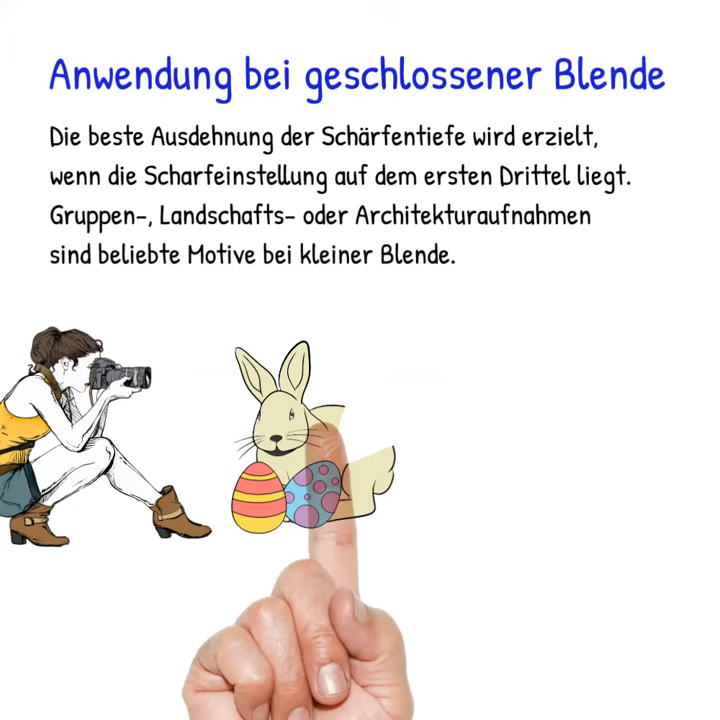 Anwendung bei geschlossener Blende
Die beste Ausdehnung der Schärfentiefe wird erzielt,
wenn die Scharfeinstellung auf dem ersten Drittel liegt.
Gruppen-, Landschafts- oder Architekturaufnahmen
sind beliebte Motive bei kleiner Blende.